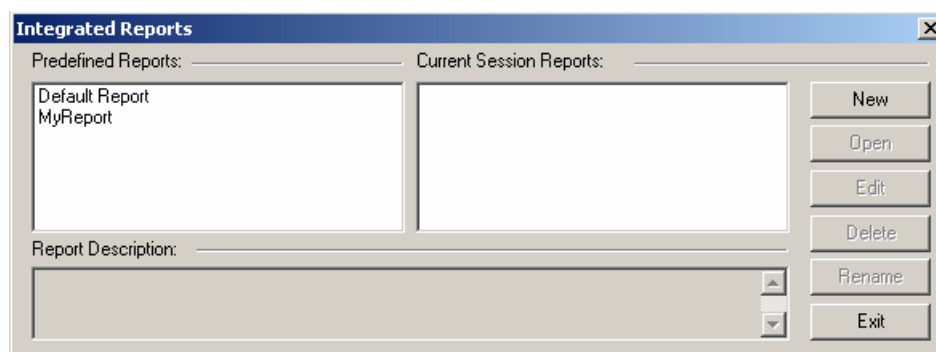 Integrated Reports
Predefined Reports:
Current Session Reports:
Default Report
MyReport
New
Open
Edit
Delete
Rename
Exit
Report Description: